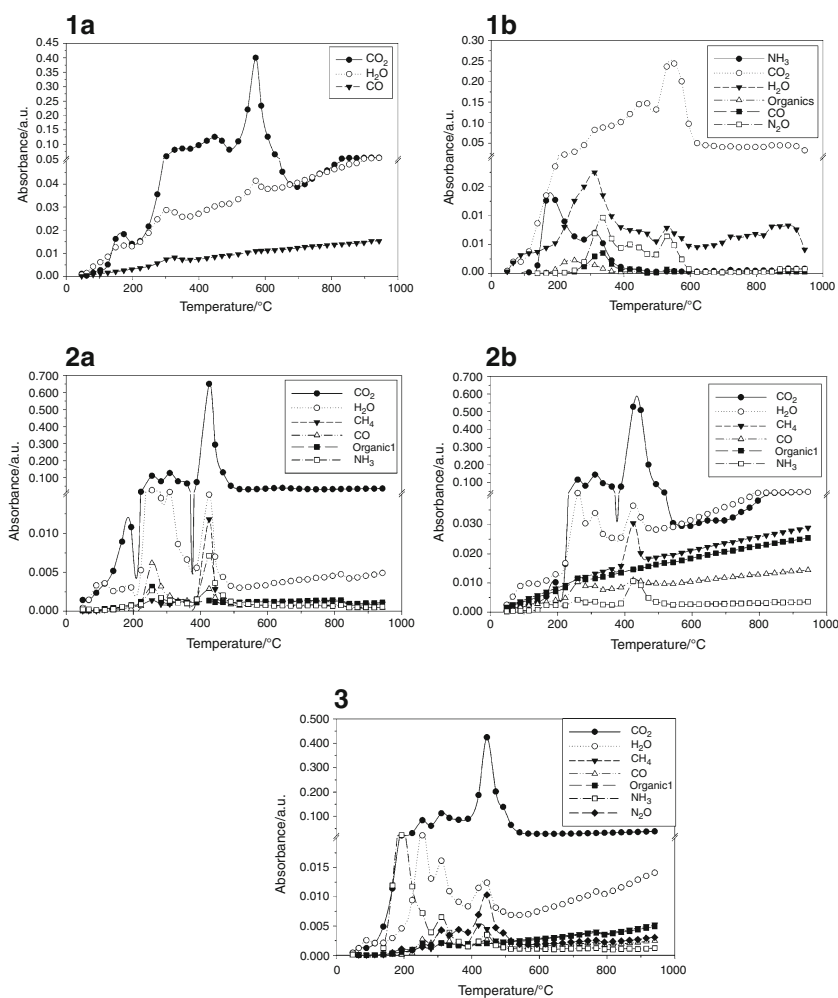 1a
0.45
0.40
0.35
0.30
0.25
0.20
0.15
0.10
0.05
0.04
0.03
0.02
0.01
0.00
Absorbance/a.u.
CO2
H2O
CO
0 200 400 600 800 1000
Temperature/°C
1b
0.30
0.25
0.20
0.15
0.10
0.05
0.02
0.01
0.01
0.00
Absorbance/a.u.
NH3
CO2
H2O
Organics
CO
N2O
0 200 400 600 800 1000
Temperature/°C
2a
0.700
0.600
0.500
0.400
0.300
0.200
0.100
0.010
0.005
0.000
Absorbance/a.u.
CO2
H2O
CH4
CO
Organic1
NH3
0 200 400 600 800 1000
Temperature/°C
2b
0.700
0.600
0.500
0.400
0.300
0.200
0.100
0.030
0.020
0.010
0.000
Absorbance/a.u.
CO2
H2O
CH4
CO
Organic1
NH3
0 200 400 600 800 1000
Temperature/°C
3
0.500
0.400
0.300
0.200
0.100
0.015
0.010
0.005
0.000
Absorbance/a.u.
CO2
H2O
CH4
CO
Organic1
NH3
N2O
0 200 400 600 800 1000
Temperature/°C